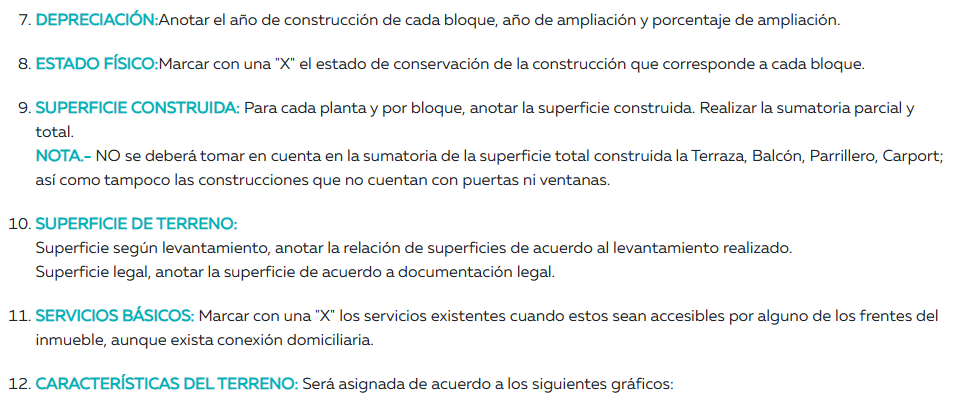 7. DEPRECIACIÓN:Anotar el año de construcción de cada bloque, año de ampliación y porcentaje de ampliación.
8. ESTADO FÍSICO:Marcar con una "X" el estado de conservación de la construcción que corresponde a cada bloque.
9. SUPERFICIE CONSTRUIDA: Para cada planta y por bloque, anotar la superficie construida. Realizar la sumatoria parcial y
total.
NOTA.- NO se deberá tomar en cuenta en la sumatoria de la superficie total construida la Terraza, Balcón, Parrillero, Carport;
así como tampoco las construcciones que no cuentan con puertas ni ventanas.
10. SUPERFICIE DE TERRENO:
Superficie según levantamiento, anotar la relación de superficies de acuerdo al levantamiento realizado.
Superficie legal, anotar la superficie de acuerdo a documentación legal.
11. SERVICIOS BÁSICOS: Marcar con una "X" los servicios existentes cuando estos sean accesibles por alguno de los frentes del
inmueble, aunque exista conexión domiciliaria.
12. CARACTERÍSTICAS DEL TERRENO: Será asignada de acuerdo a los siguientes gráficos: